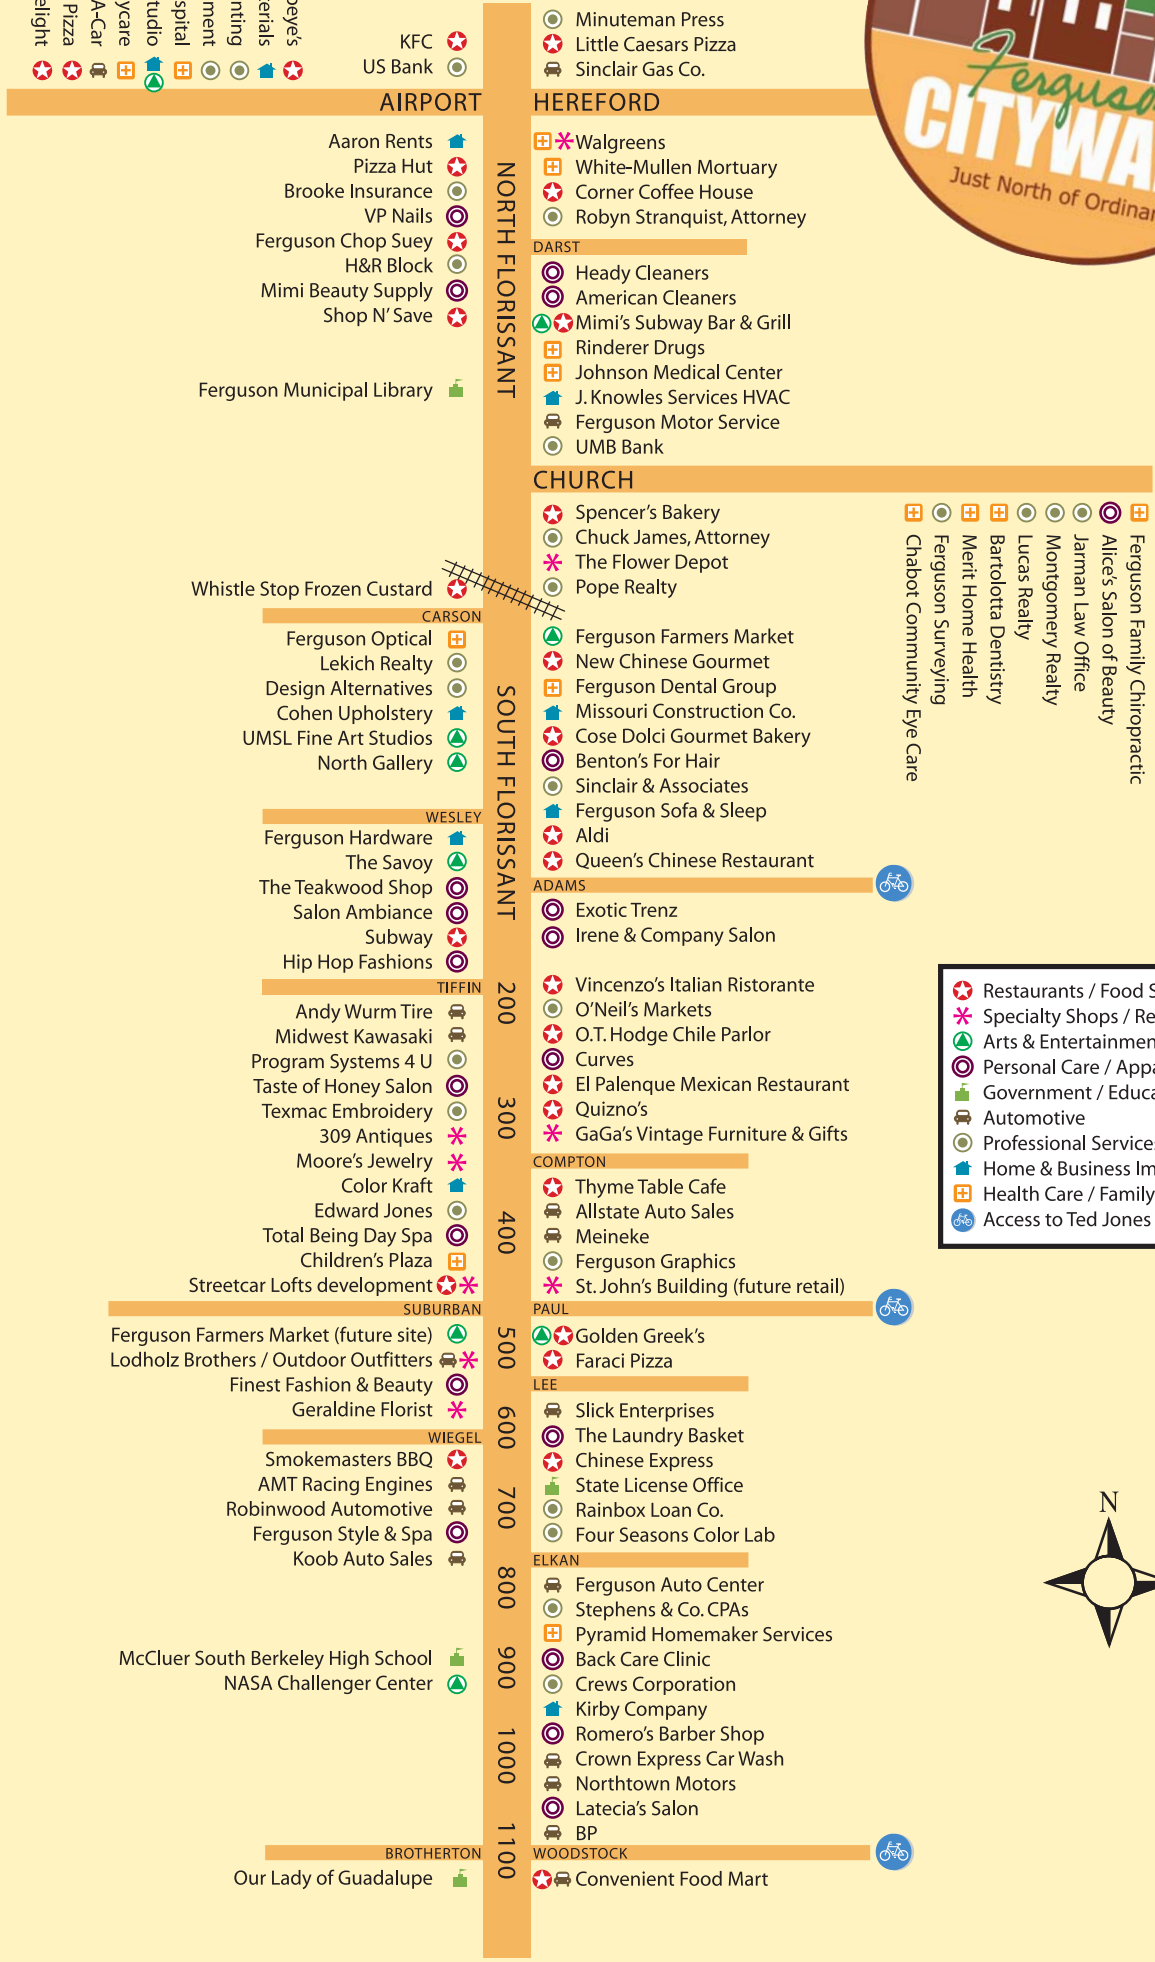 Minuteman Press
Little Caesars Pizza
Sinclair Gas Co.
KFC
US Bank
Pizza
AIRPORT
HEREFORD
Ferguso
CITYWA
Just North of Ordinar
Aaron Rents
Pizza Hut
Brooke Insurance
VP Nails
Ferguson Chop Suey
H&R Block
Mimi Beauty Supply
Shop N' Save
Ferguson Municipal Library
NORTH FLORISSANT
Walgreens
White-Mullen Mortuary
Corner Coffee House
Robyn Stranquist, Attorney
DARST
Heady Cleaners
American Cleaners
Mimi's Subway Bar & Grill
Rinderer Drugs
Johnson Medical Center
J. Knowles Services HVAC
Ferguson Motor Service
UMB Bank
CHURCH
Spencer's Bakery
Chuck James, Attorney
The Flower Depot
Pope Realty
Chabot Community Eye Care
Ferguson Surveying
Merit Home Health
Bartolotta Dentistry
Lucas Realty
Montgomery Realty
Jarman Law Office
Alice's Salon of Beauty
Ferguson Family Chiropractic
Whistle Stop Frozen Custard
CARSON
Ferguson Optical
Lekich Realty
Design Alternatives
Cohen Upholstery
UMSL Fine Art Studios
North Gallery
SOUTH FLORISSANT
Ferguson Farmers Market
New Chinese Gourmet
Ferguson Dental Group
Missouri Construction Co.
Cose Dolci Gourmet Bakery
Benton's For Hair
Sinclair & Associates
Ferguson Sofa & Sleep
Aldi
Queen's Chinese Restaurant
WESLEY
Ferguson Hardware
The Savoy
The Teakwood Shop
Salon Ambiance
Subway
Hip Hop Fashions
ADAMS
Exotic Trenz
Irene & Company Salon
TIFFIN
200
Andy Wurm Tire
Midwest Kawasaki
Program Systems 4 U
Taste of Honey Salon
Texmac Embroidery
309 Antiques
Moore's Jewelry
Color Kraft
Edward Jones
Total Being Day Spa
Children's Plaza
Streetcar Lofts development
Vincenzo's Italian Ristorante
O'Neil's Markets
O.T. Hodge Chile Parlor
Curves
El Palenque Mexican Restaurant
Quizno's
GaGa's Vintage Furniture & Gifts
300
COMPTON
Thyme Table Cafe
Allstate Auto Sales
Meineke
Ferguson Graphics
St. John's Building (future retail)
400
Restaurants / Food S
Specialty Shops / Re
Arts & Entertainmen
Personal Care / Appa
Government / Educa
Automotive
Professional Services
Home & Business Im
Health Care / Family
Access to Ted Jones
SUBURBAN
PAUL
Ferguson Farmers Market (future site)
Lodholz Brothers / Outdoor Outfitters
Finest Fashion & Beauty
Geraldine Florist
500
Golden Greek's
Faraci Pizza
LEE
WIEGEL
600
Smokemasters BBQ
AMT Racing Engines
Robinwood Automotive
Ferguson Style & Spa
Koob Auto Sales
Slick Enterprises
The Laundry Basket
Chinese Express
State License Office
Rainbox Loan Co.
Four Seasons Color Lab
700
ELKAN
800
Ferguson Auto Center
Stephens & Co. CPAs
Pyramid Homemaker Services
Back Care Clinic
Crews Corporation
Kirby Company
Romero's Barber Shop
Crown Express Car Wash
Northtown Motors
Latecia's Salon
BP
McCluer South Berkeley High School
NASA Challenger Center
900
1000
1100
N
BROTHERTON
WOODSTOCK
Our Lady of Guadalupe
Convenient Food Mart